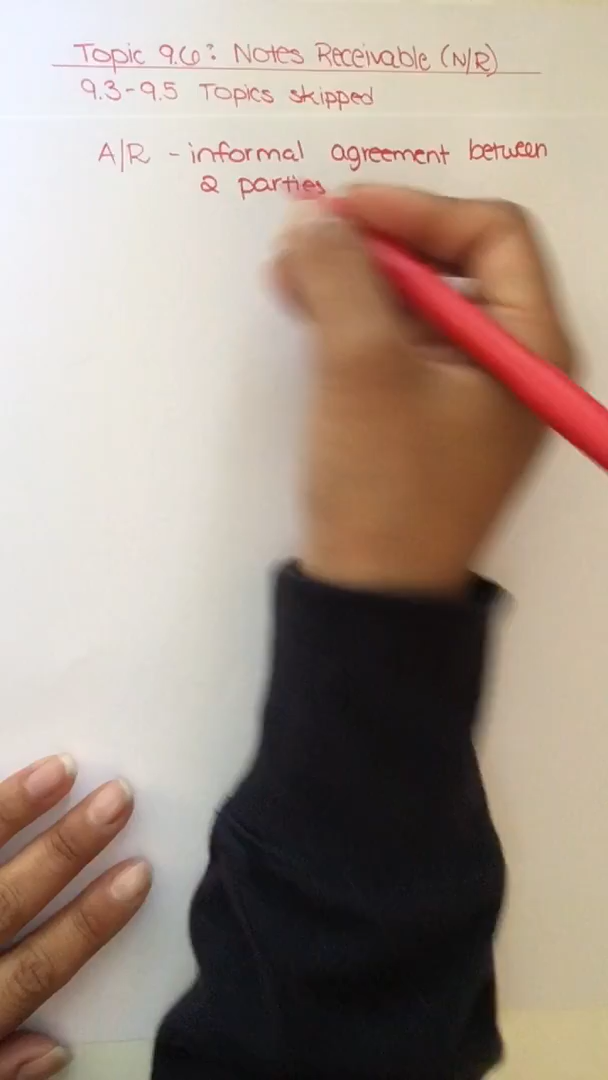 Topic 9.6: Notes Receivable (N/R)
9.3-9.5 Topics skipped
A/R - informal agreement between
2 parties